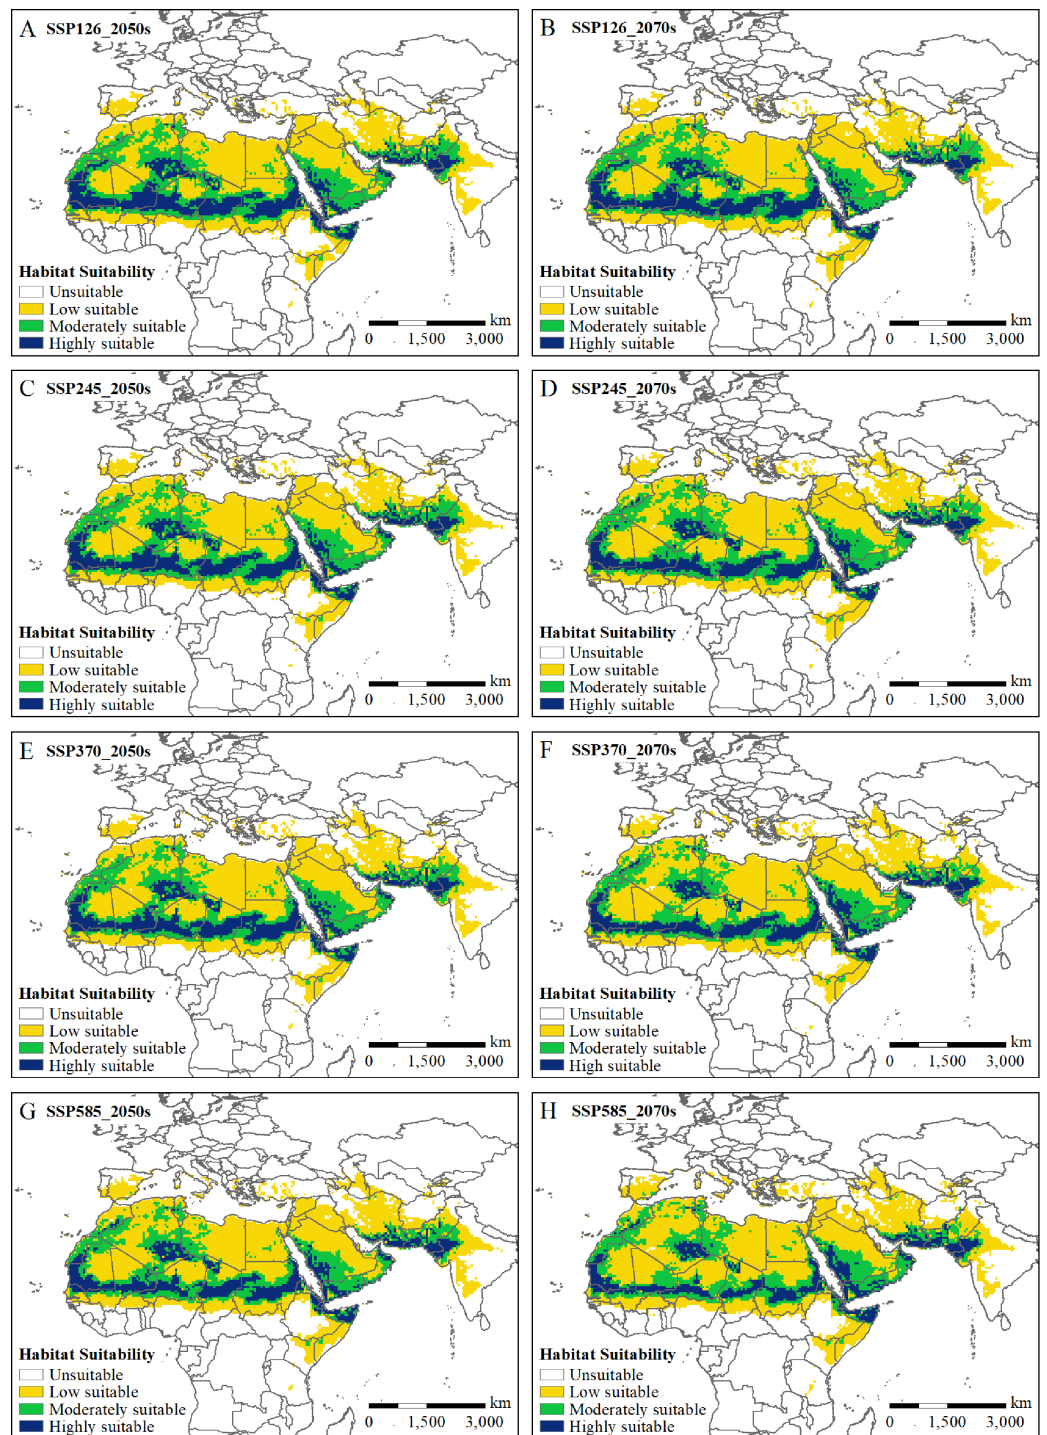 A SSP126_2050s
Habitat Suitability
Unsuitable
Low suitable
Moderately suitable
Highly suitable
km
0 1,500 3,000
B SSP126_2070s
Habitat Suitability
Unsuitable
Low suitable
Moderately suitable
Highly suitable
km
0 1,500 3,000
C SSP245_2050s
Habitat Suitability
Unsuitable
Low suitable
Moderately suitable
Highly suitable
km
0 1,500 3,000
D SSP245_2070s
Habitat Suitability
Unsuitable
Low suitable
Moderately suitable
Highly suitable
km
0 1,500 3,000
E SSP370_2050s
Habitat Suitability
Unsuitable
Low suitable
Moderately suitable
Highly suitable
km
0 1,500 3,000
F SSP370_2070s
Habitat Suitability
Unsuitable
Low suitable
Moderately suitable
High suitable
km
0 1,500 3,000
G SSP585_2050s
Habitat Suitability
Unsuitable
Low suitable
Moderately suitable
Highly suitable
km
0 1,500 3,000
H SSP585_2070s
Habitat Suitability
Unsuitable
Low suitable
Moderately suitable
Highly suitable
km
0 1,500 3,000